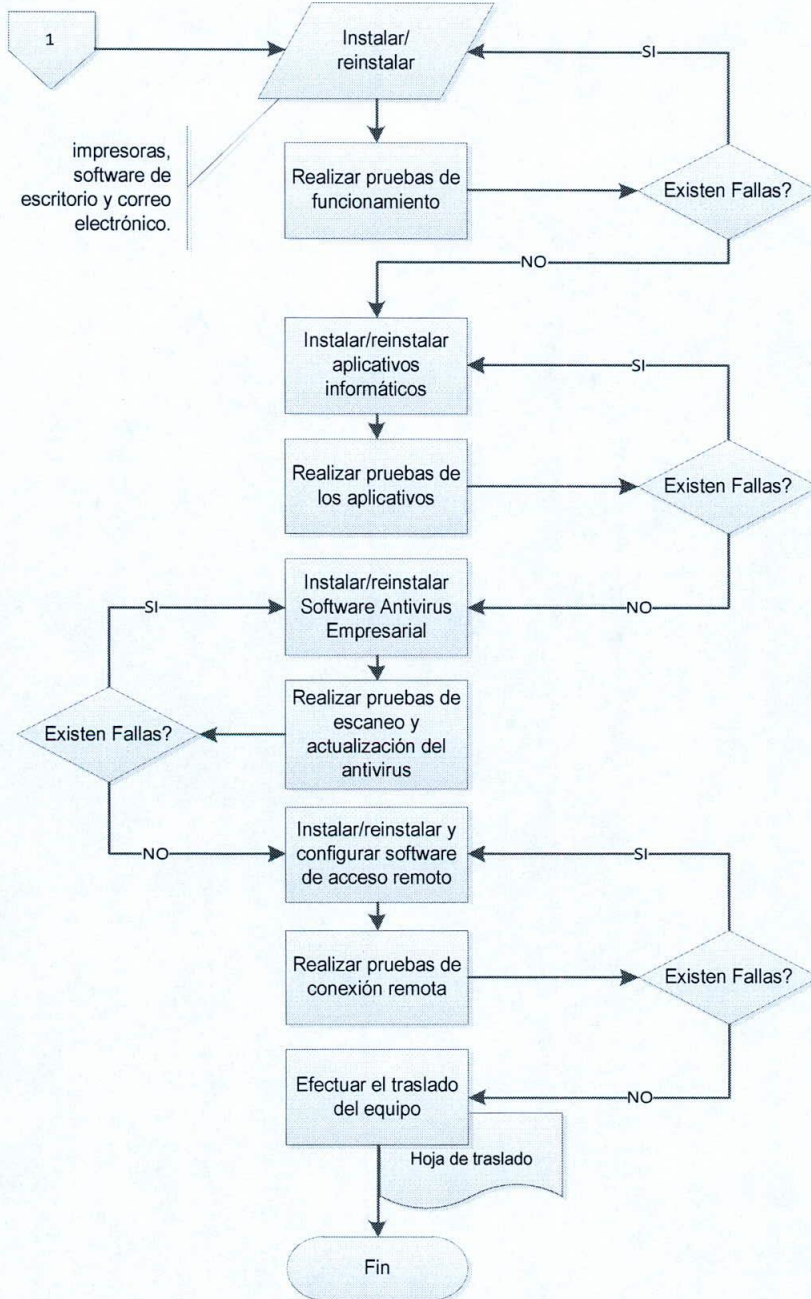 1
Instalar/
reinstalar
SI
impresoras,
software de
escritorio y correo
electrónico.
Realizar pruebas de
funcionamiento
Existen Fallas?
NO
Instalar/reinstalar
aplicativos
informáticos
SI
Realizar pruebas de
los aplicativos
Existen Fallas?
Instalar/reinstalar
Software Antivirus
Empresarial
SI
NO
Realizar pruebas de
escaneo y
actualización del
antivirus
Existen Fallas?
Instalar/reinstalar y
configurar software
de acceso remoto
NO
SI
Realizar pruebas de
conexión remota
Existen Fallas?
Efectuar el traslado
del equipo
NO
Hoja de traslado
Fin